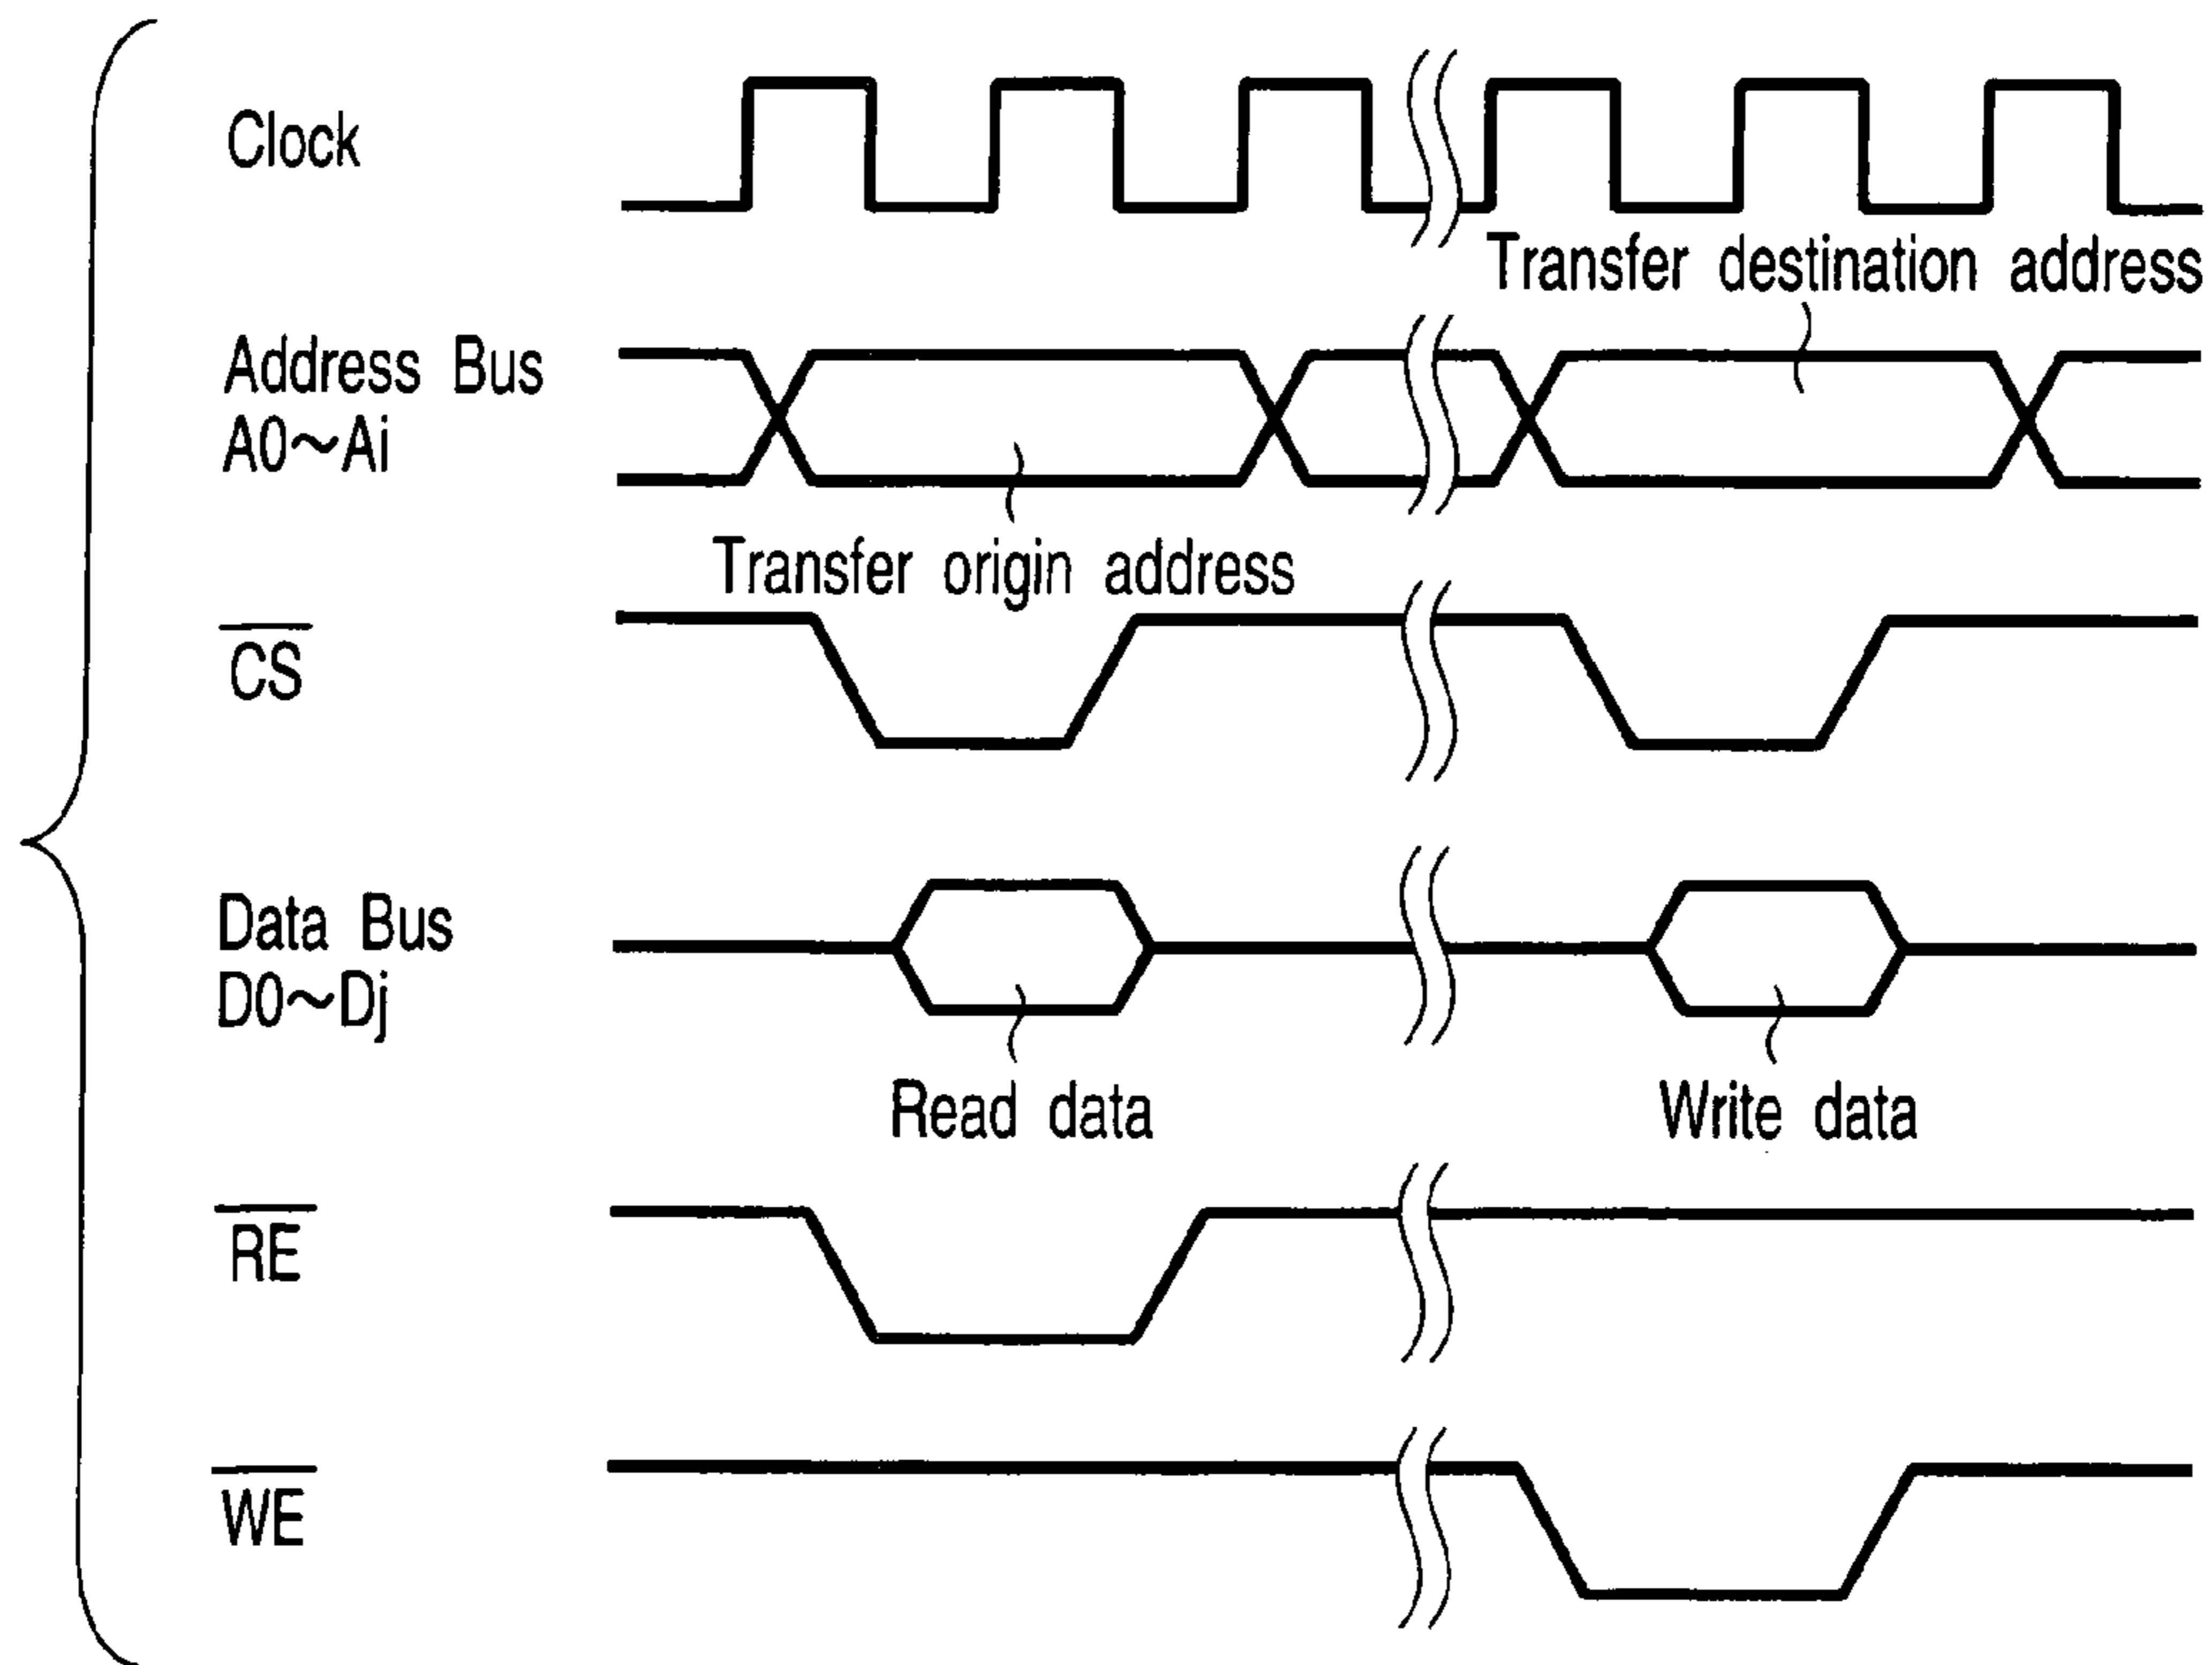 Clock
Transfer destination address
Address Bus
A0~Ai
Transfer origin address
CS
Data Bus
D0~Dj
Read data
Write data
RE
WE